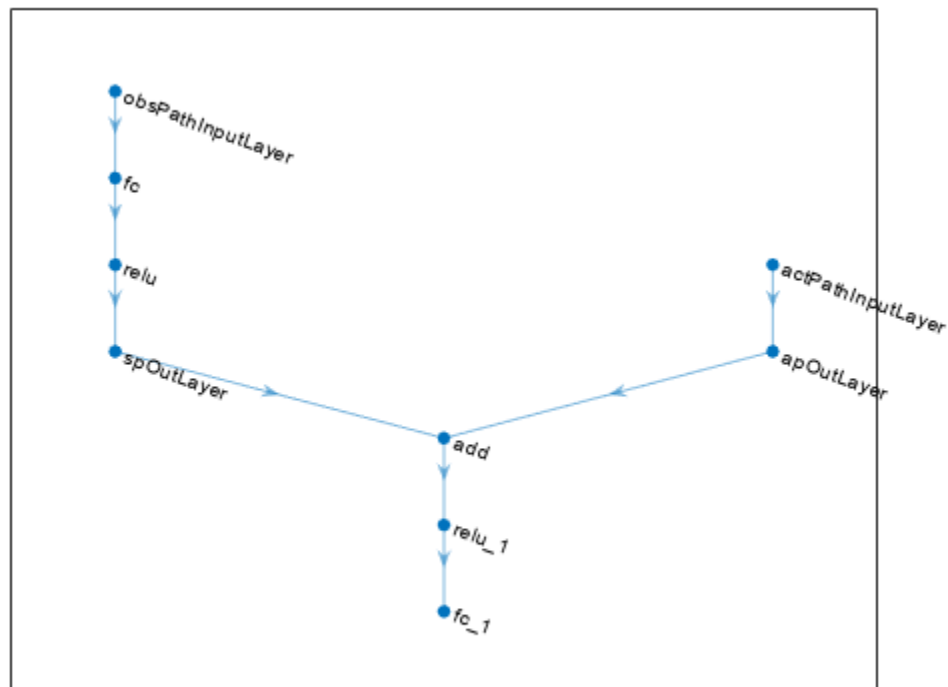 obsPathInputLayer
fc
relu
actPathInputLayer
spOutLayer
apOutLayer
add
relu_1
fc_1